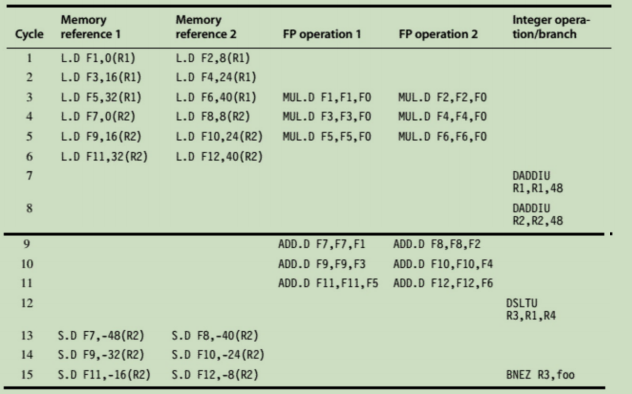 Cycle Memory reference 1 Memory reference 2 FP operation 1 FP operation 2 Integer opera-tion/branch
1 L.D F1,0(R1) L.D F2,8(R1)
2 L.D F3,16(R1) L.D F4,24(R1)
3 L.D F5,32(R1) L.D F6,40(R1) MUL.D F1,F1,F0 MUL.D F2,F2,F0
4 L.D F7,0(R2) L.D F8,8(R2) MUL.D F3,F3,F0 MUL.D F4,F4,F0
5 L.D F9,16(R2) L.D F10,24(R2) MUL.D F5,F5,F0 MUL.D F6,F6,F0
6 L.D F11,32(R2) L.D F12,40(R2)
7 DADDIU R1,R1,48
8 DADDIU R2,R2,48
9 ADD.D F7,F7,F1 ADD.D F8,F8,F2
10 ADD.D F9,F9,F3 ADD.D F10,F10,F4
11 ADD.D F11,F11,F5 ADD.D F12,F12,F6
12 DSLTU R3,R1,R4
13 S.D F7,-48(R2) S.D F8,-40(R2)
14 S.D F9,-32(R2) S.D F10,-24(R2)
15 S.D F11,-16(R2) S.D F12,-8(R2) BNEZ R3,foo